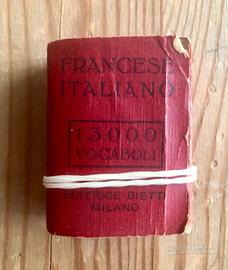 FRANCESE
ITALIANO
13000
VOCABOLI
EDITRICE BIETTI
MILANO